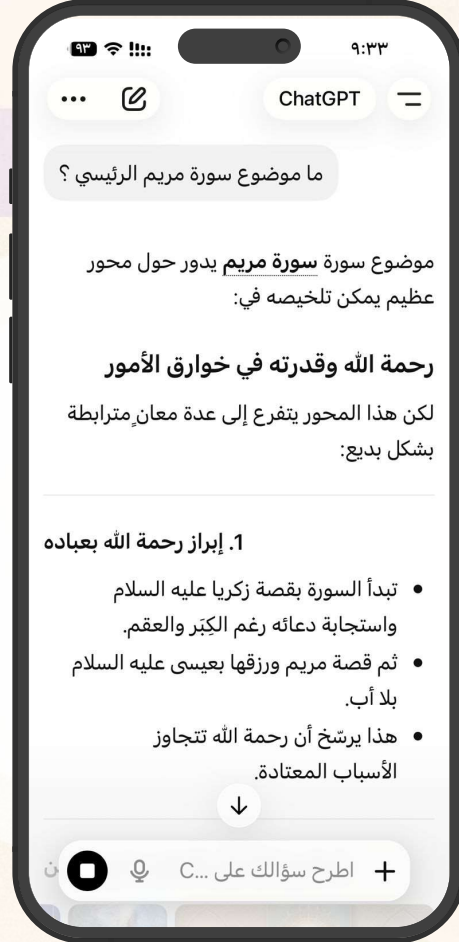 ٩:٣٣
٩٣
ChatGPT
ما موضوع سورة مريم الرئيسي ؟
موضوع سورة سورة مريم يدور حول محور
عظيم يمكن تلخيصه في:
رحمة الله وقدرته في خوارق الأمور
لكن هذا المحور يتفرع إلى عدة معانٍ مترابطة
بشكل بديع:
1. إبراز رحمة الله بعباده
تبدأ السورة بقصة زكريا عليه السلام
واستجابة دعائه رغم الكِبَر والعقم.
ثم قصة مريم ورزقها بعيسى عليه السلام
بلا أب.
هذا يرسّخ أن رحمة الله تتجاوز
الأسباب المعتادة.
اطرح سؤالك على ...C